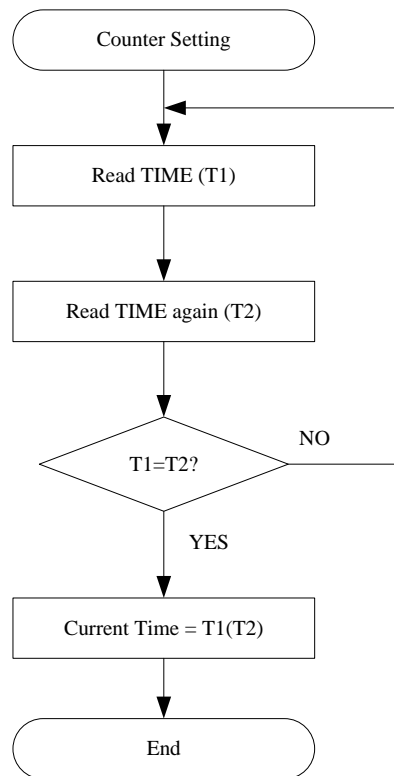 Counter Setting
Read TIME (T1)
Read TIME again (T2)
T1=T2?
NO
YES
Current Time = T1(T2)
End